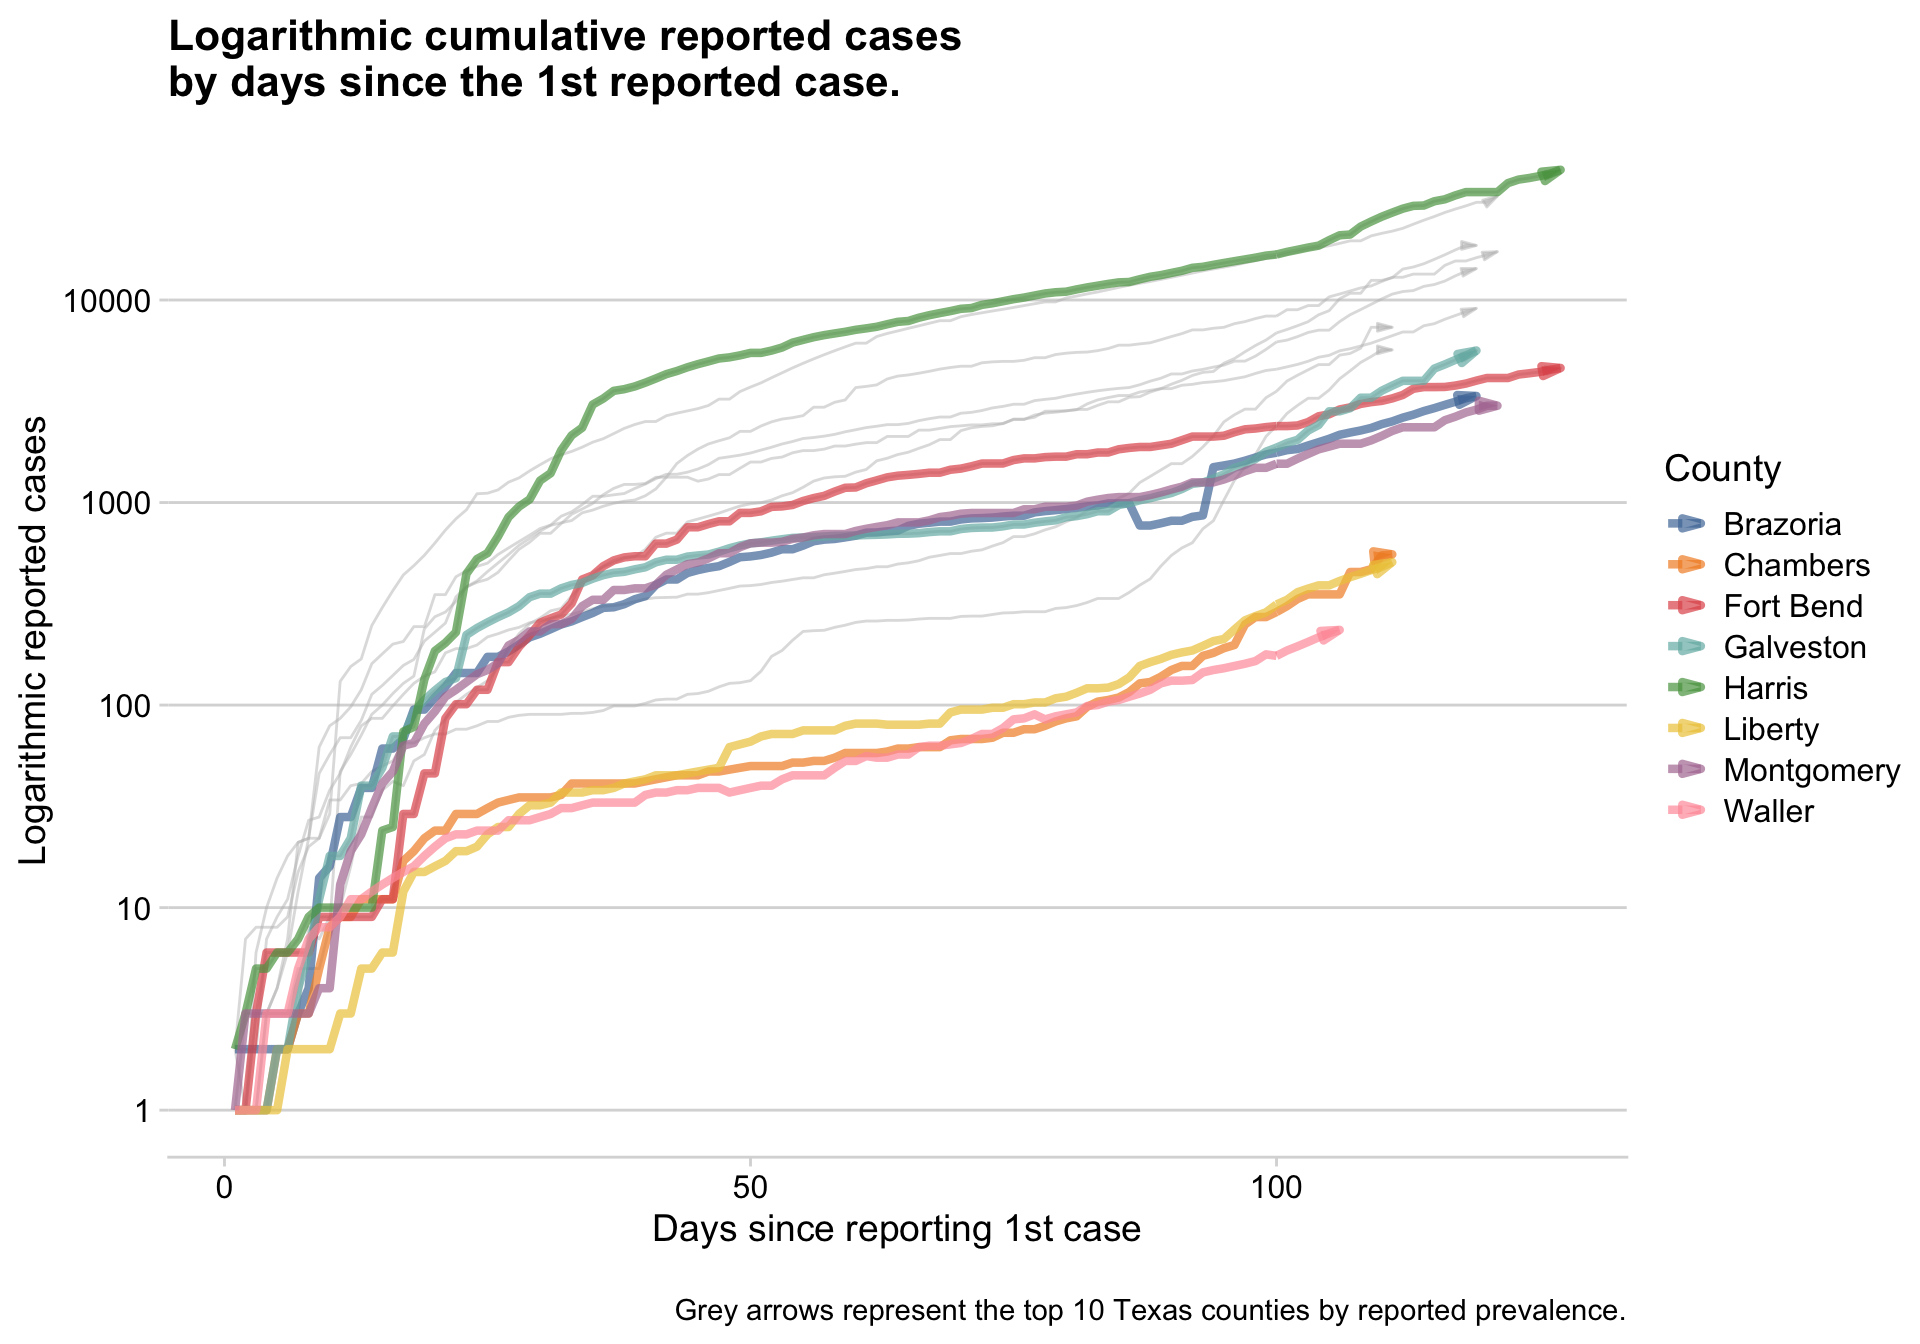 Logarithmic cumulative reported cases
by days since the 1st reported case.
Logarithmic reported cases
10000
1000
100
10
1
0
50
100
Days since reporting 1st case
County
Brazoria
Chambers
Fort Bend
Galveston
Harris
Liberty
Montgomery
Waller
Grey arrows represent the top 10 Texas counties by reported prevalence.